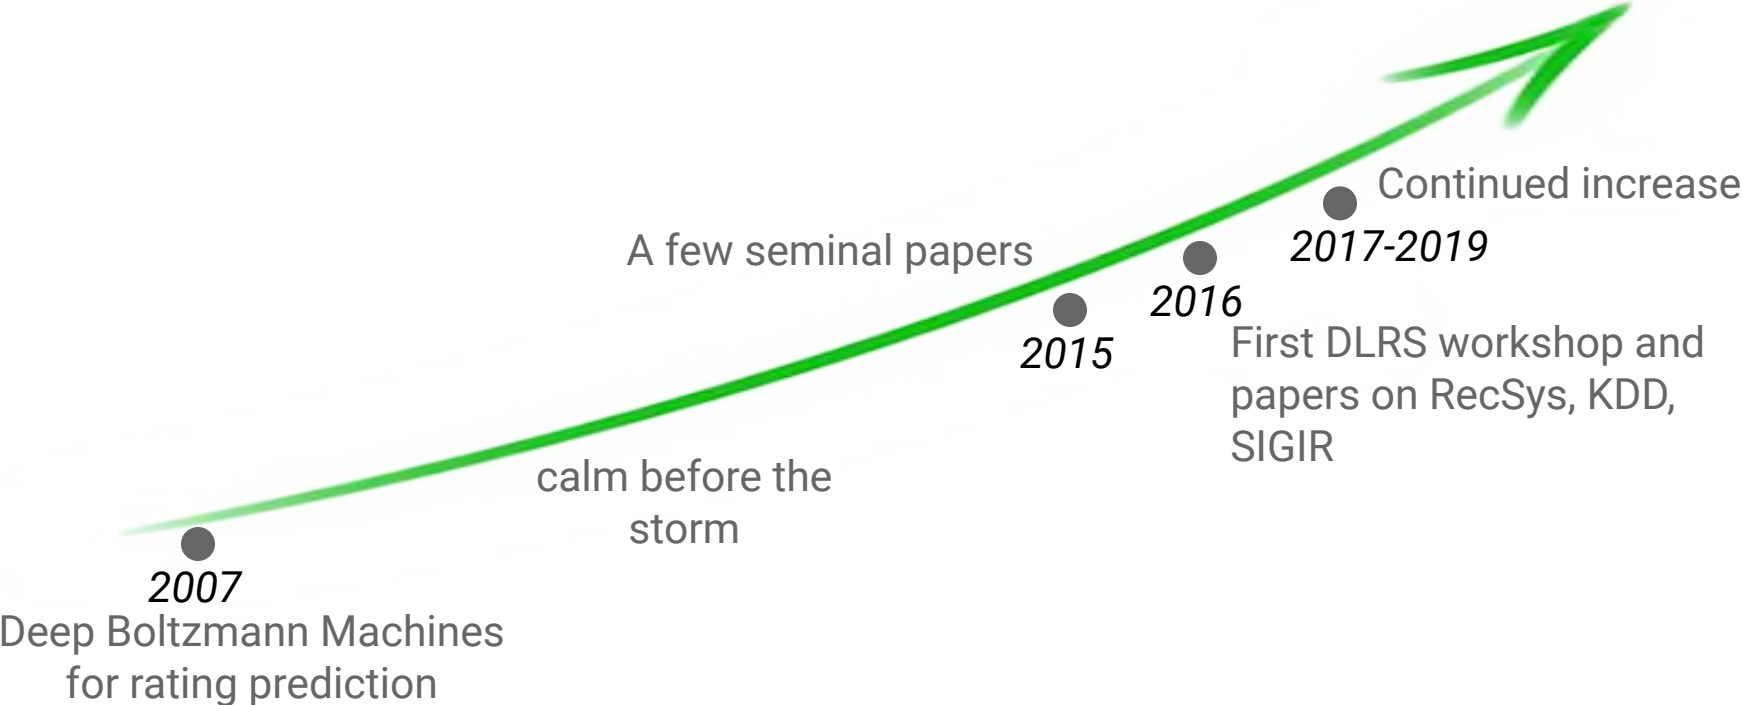 Continued increase
2017-2019
A few seminal papers
2016
2015
First DLRS workshop and
papers on RecSys, KDD,
SIGIR
calm before the
storm
2007
Deep Boltzmann Machines
for rating prediction